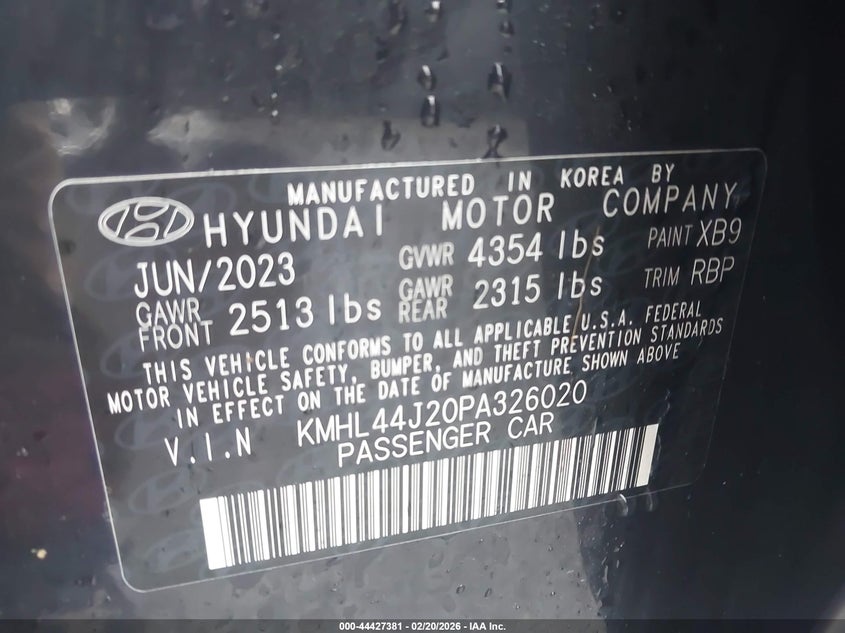 MANUFACTURED IN KOREA BY
HYUNDAI MOTOR COMPANY
JUN/2023 GVWR 4354 lbs PAINT XB9
GAWR FRONT 2513 lbs GAWR REAR 2315 lbs TRIM RBP
THIS VEHICLE CONFORMS TO ALL APPLICABLE U.S.A. FEDERAL
MOTOR VEHICLE SAFETY, BUMPER, AND THEFT PREVENTION STANDARDS
IN EFFECT ON THE DATE OF MANUFACTURE SHOWN ABOVE
V.I.N KMHL44J20PA326020
PASSENGER CAR
000-44427381 | 02/20/2026 - IAA Inc.